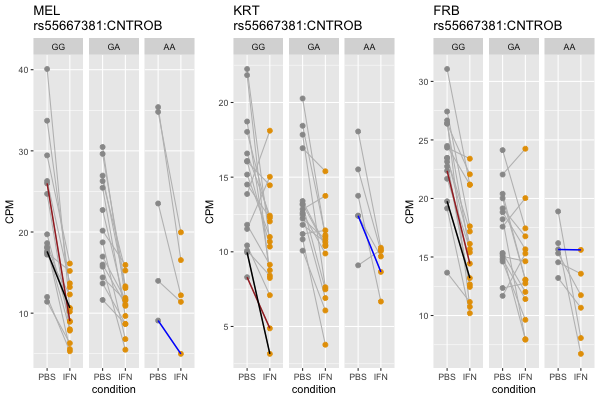 MEL
rs55667381:CNTROB
GG GA AA
40
30
20
10
CPM
PBS IFN PBS IFN PBS IFN
condition
KRT
rs55667381:CNTROB
GG GA AA
20
15
10
5
CPM
PBS IFN PBS IFN PBS IFN
condition
FRB
rs55667381:CNTROB
GG GA AA
30
25
20
15
10
CPM
PBS IFN PBS IFN PBS IFN
condition